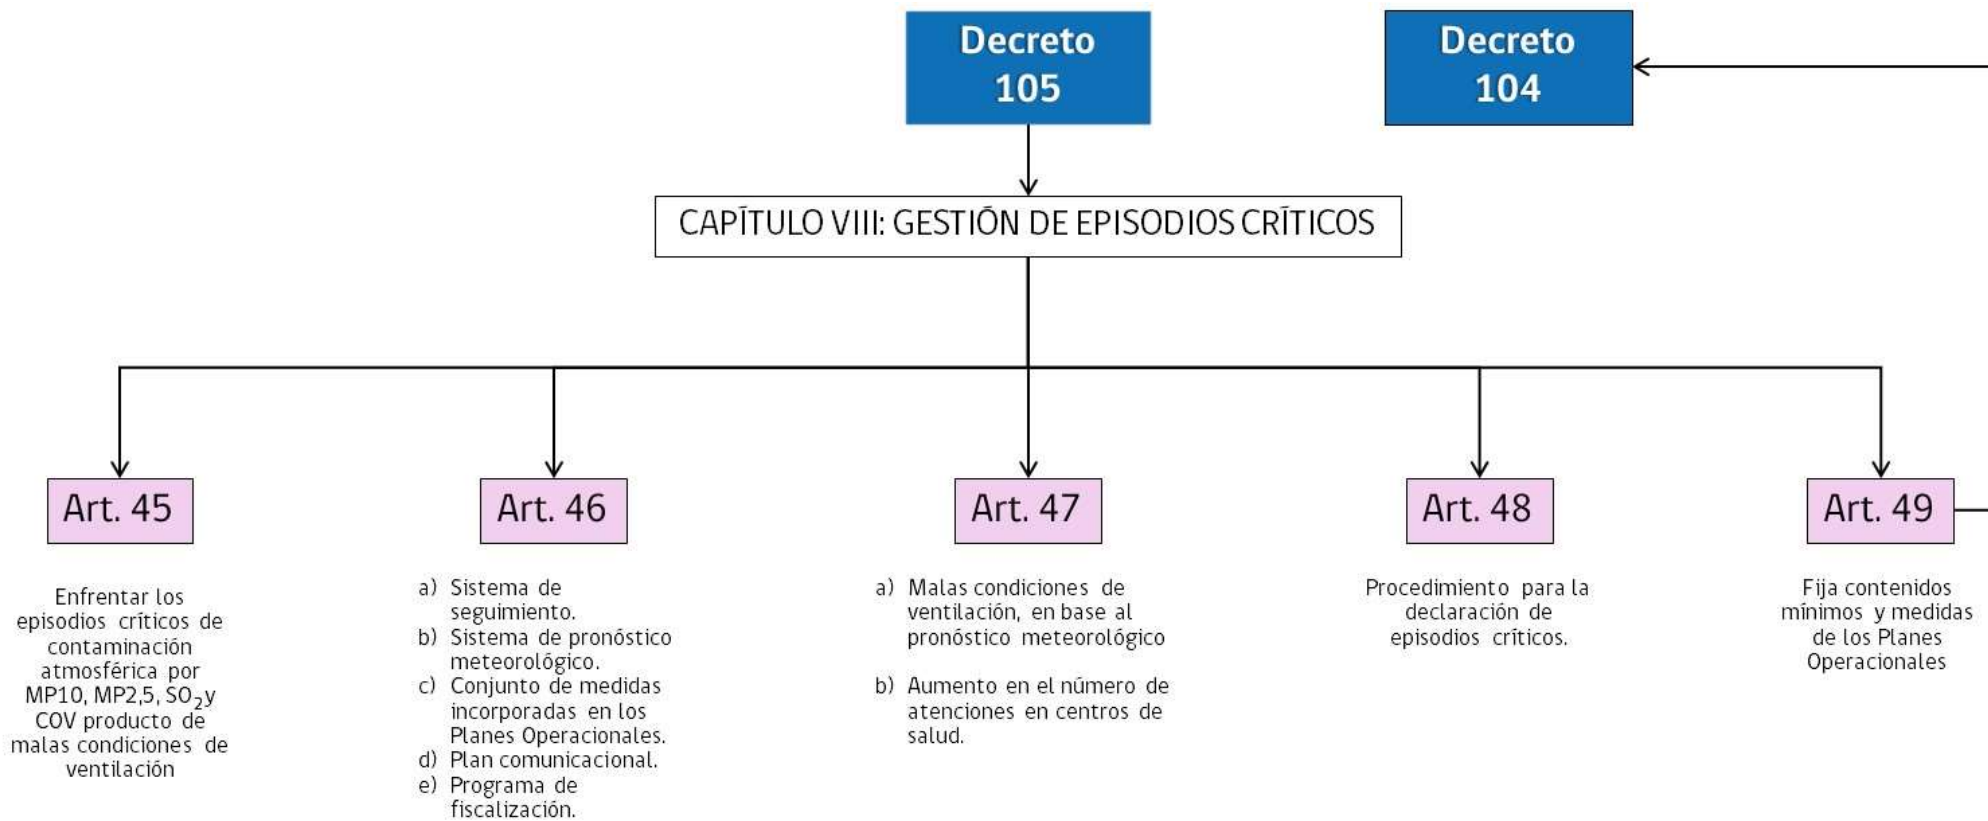 Decreto
105
Decreto
104
CAPÍTULO VIII: GESTIÓN DE EPISODIOS CRÍTICOS
Art. 45
Enfrentar los
episodios críticos de
contaminación
atmosférica por
MP10, MP2,5, SO₂y
COV producto de
malas condiciones de
ventilación
Art. 46
a) Sistema de
seguimiento.
b) Sistema de pronóstico
meteorológico.
c) Conjunto de medidas
incorporadas en los
Planes Operacionales.
d) Plan comunicacional.
e) Programa de
fiscalización.
Art. 47
a) Malas condiciones de
ventilación, en base al
pronóstico meteorológico
b) Aumento en el número de
atenciones en centros de
salud.
Art. 48
Procedimiento para la
declaración de
episodios críticos.
Art. 49
Fija contenidos
mínimos y medidas
de los Planes
Operacionales